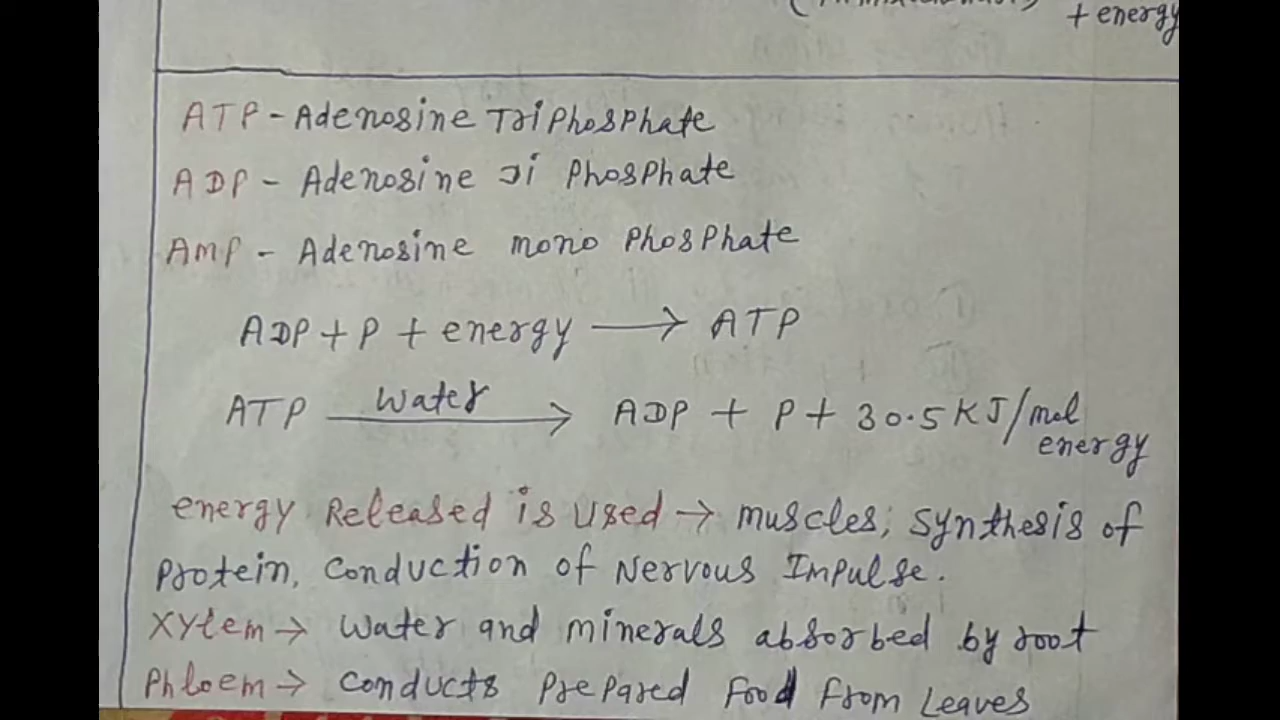 + energy
ATP - Adenosine TriPhosPhate
ADP - Adenosine Di PhosPhate
AMP - Adenosine mono PhosPhate
ADP + P + energy → ATP
ATP Water → ADP + P + 30.5 KJ/mol energy
energy Released is used → muscles, synthesis of
protein, conduction of Nervous Impulse.
Xylem → water and minerals absorbed by root
Phloem → conducts prepared food from Leaves